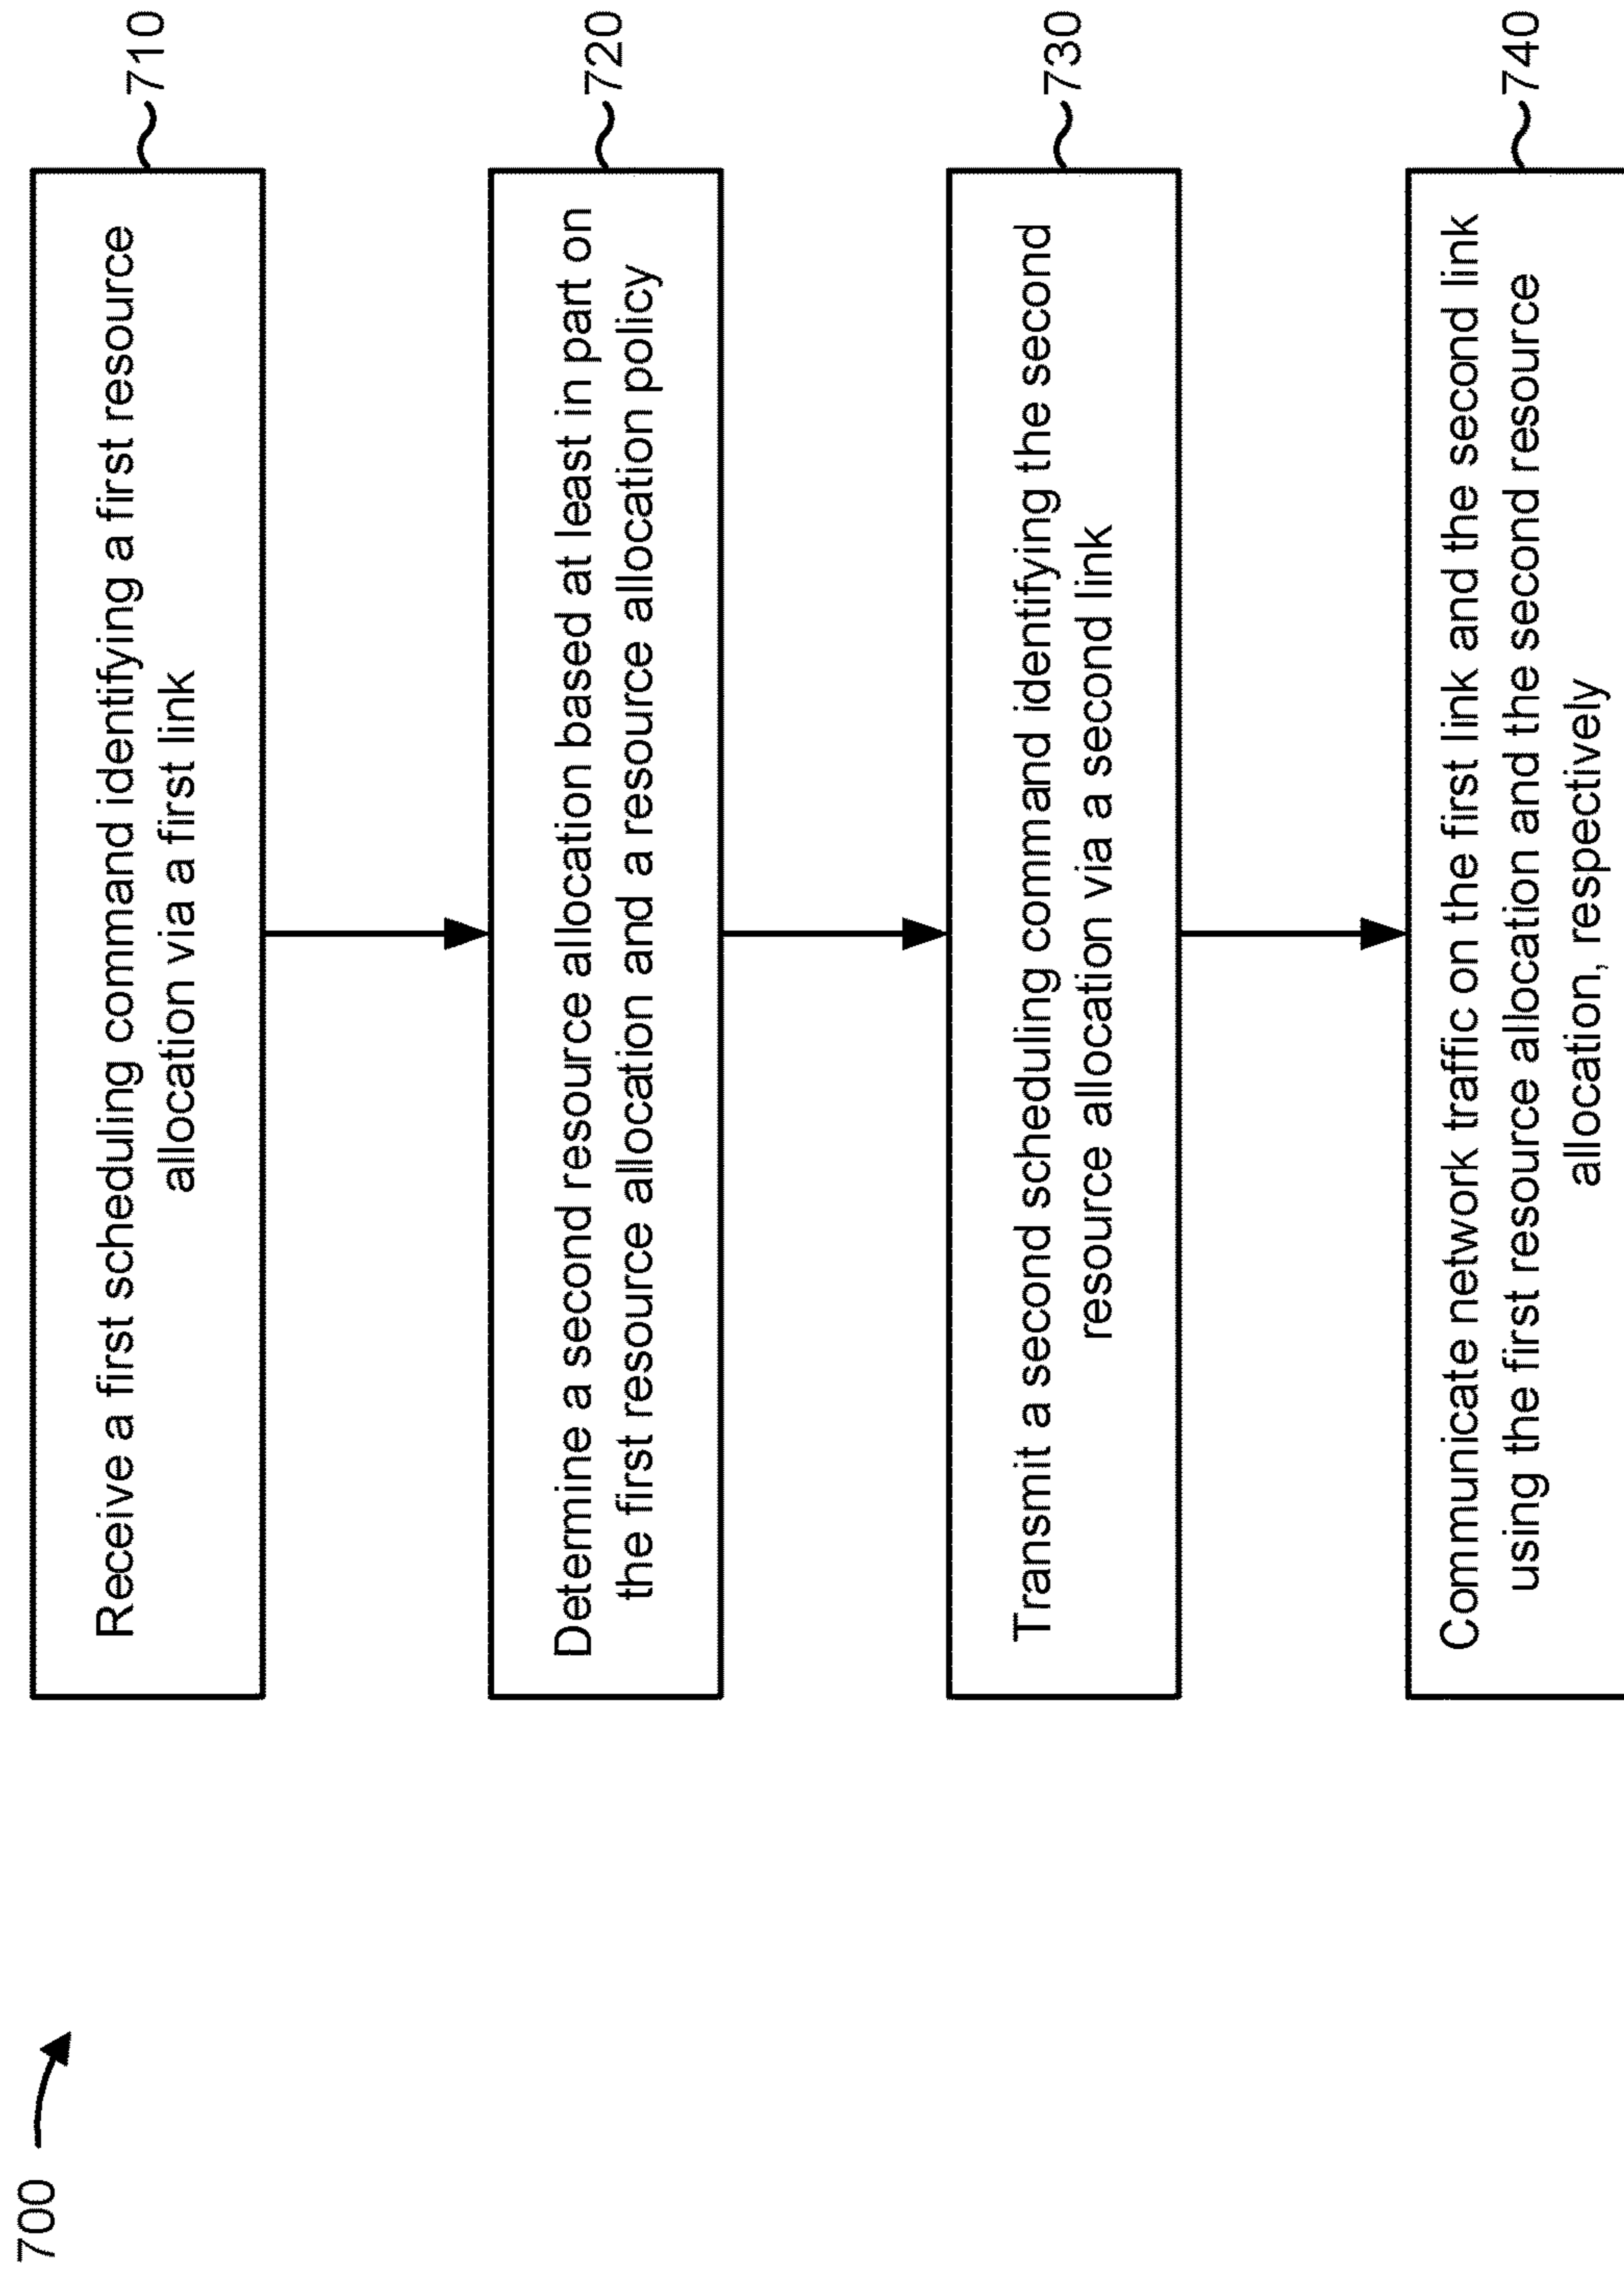 700
Receive a first scheduling command identifying a first resource
allocation via a first link
710
Determine a second resource allocation based at least in part on
the first resource allocation and a resource allocation policy
720
Transmit a second scheduling command identifying the second
resource allocation via a second link
730
Communicate network traffic on the first link and the second link
using the first resource allocation and the second resource
allocation, respectively
740